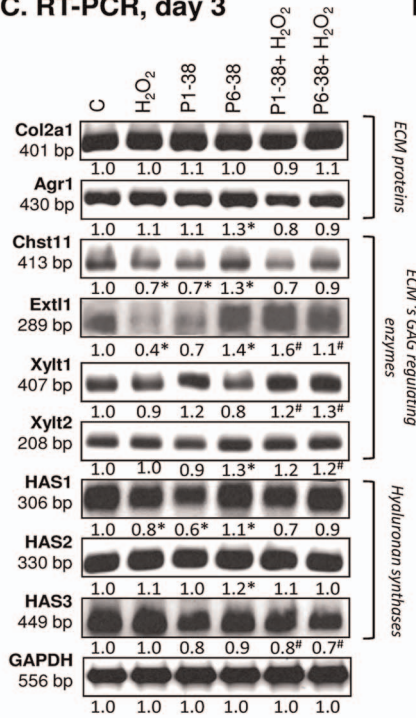 C. RT-PCR, day 3
C H₂O₂ P1-38 P6-38 P1-38+ H₂O₂ P6-38+ H₂O₂
Col2a1
401 bp
1.0 1.0 1.1 1.0 0.9 1.1
Agr1
430 bp
1.0 1.1 1.1 1.3* 0.8 0.9
Chst11
413 bp
1.0 0.7* 0.7* 1.3* 0.7 0.9
Extl1
289 bp
1.0 0.4* 0.7 1.4* 1.6# 1.1#
Xylt1
407 bp
1.0 0.9 1.2 0.8 1.2# 1.3#
Xylt2
208 bp
1.0 1.0 0.9 1.3* 1.2 1.2#
HAS1
306 bp
1.0 0.8* 0.6* 1.1* 0.7 0.9
HAS2
330 bp
1.0 1.1 1.0 1.2* 1.1 1.0
HAS3
449 bp
1.0 1.0 0.8 0.9 0.8# 0.7#
GAPDH
556 bp
1.0 1.0 1.0 1.0 1.0 1.0
ECM proteins
ECM's GAG regulating
enzymes
Hyaluronan synthases